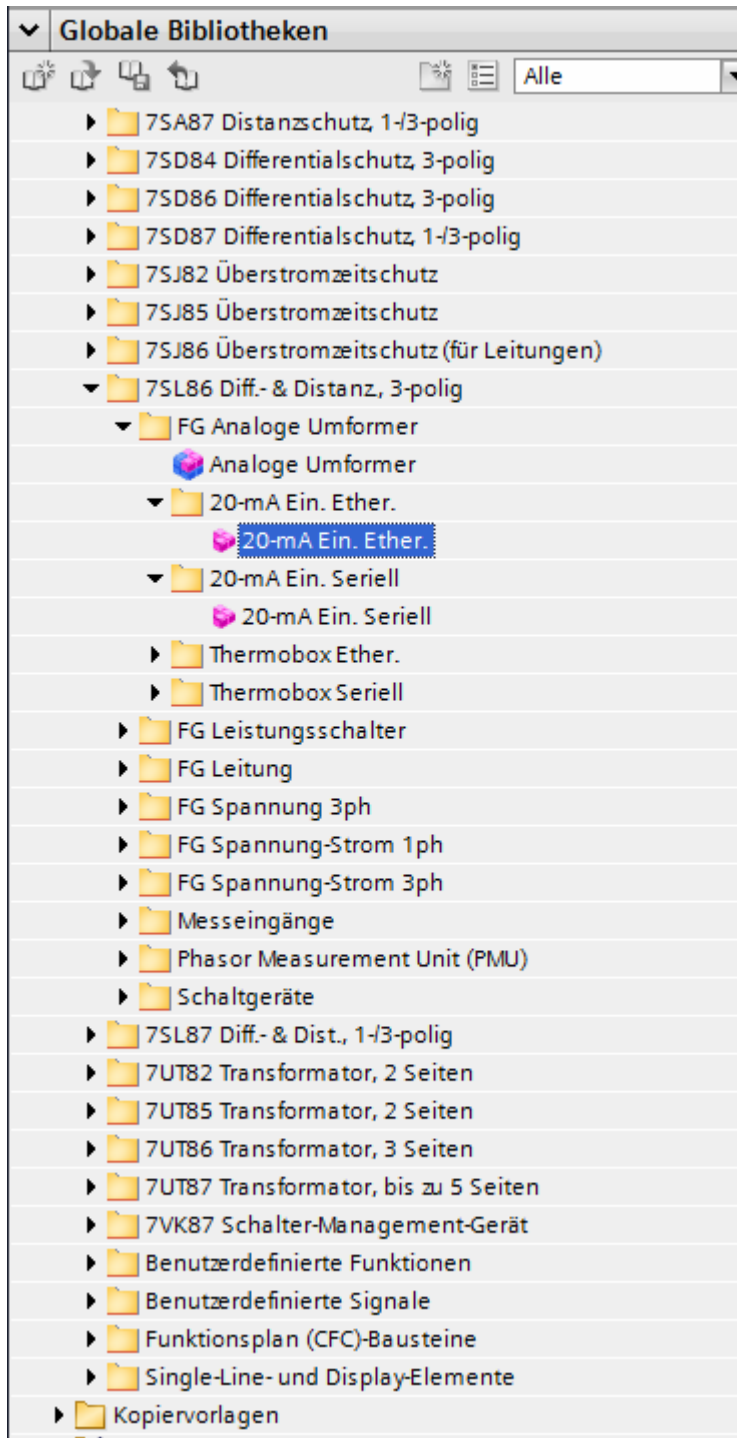 Globale Bibliotheken
Alle
7SA87 Distanzschutz, 1-/3-polig
7SD84 Differentialschutz, 3-polig
7SD86 Differentialschutz, 3-polig
7SD87 Differentialschutz, 1-/3-polig
7SJ82 Überstromzeitschutz
7SJ85 Überstromzeitschutz
7SJ86 Überstromzeitschutz (für Leitungen)
7SL86 Diff.- & Distanz., 3-polig
FG Analoge Umformer
Analoge Umformer
20-mA Ein. Ether.
20-mA Ein. Ether.
20-mA Ein. Seriell
20-mA Ein. Seriell
Thermobox Ether.
Thermobox Seriell
FG Leistungsschalter
FG Leitung
FG Spannung 3ph
FG Spannung-Strom 1ph
FG Spannung-Strom 3ph
Messeingänge
Phasor Measurement Unit (PMU)
Schaltgeräte
7SL87 Diff.- & Dist., 1-/3-polig
7UT82 Transformator, 2 Seiten
7UT85 Transformator, 2 Seiten
7UT86 Transformator, 3 Seiten
7UT87 Transformator, bis zu 5 Seiten
7VK87 Schalter-Management-Gerät
Benutzerdefinierte Funktionen
Benutzerdefinierte Signale
Funktionsplan (CFC)-Bausteine
Single-Line- und Display-Elemente
Kopiervorlagen